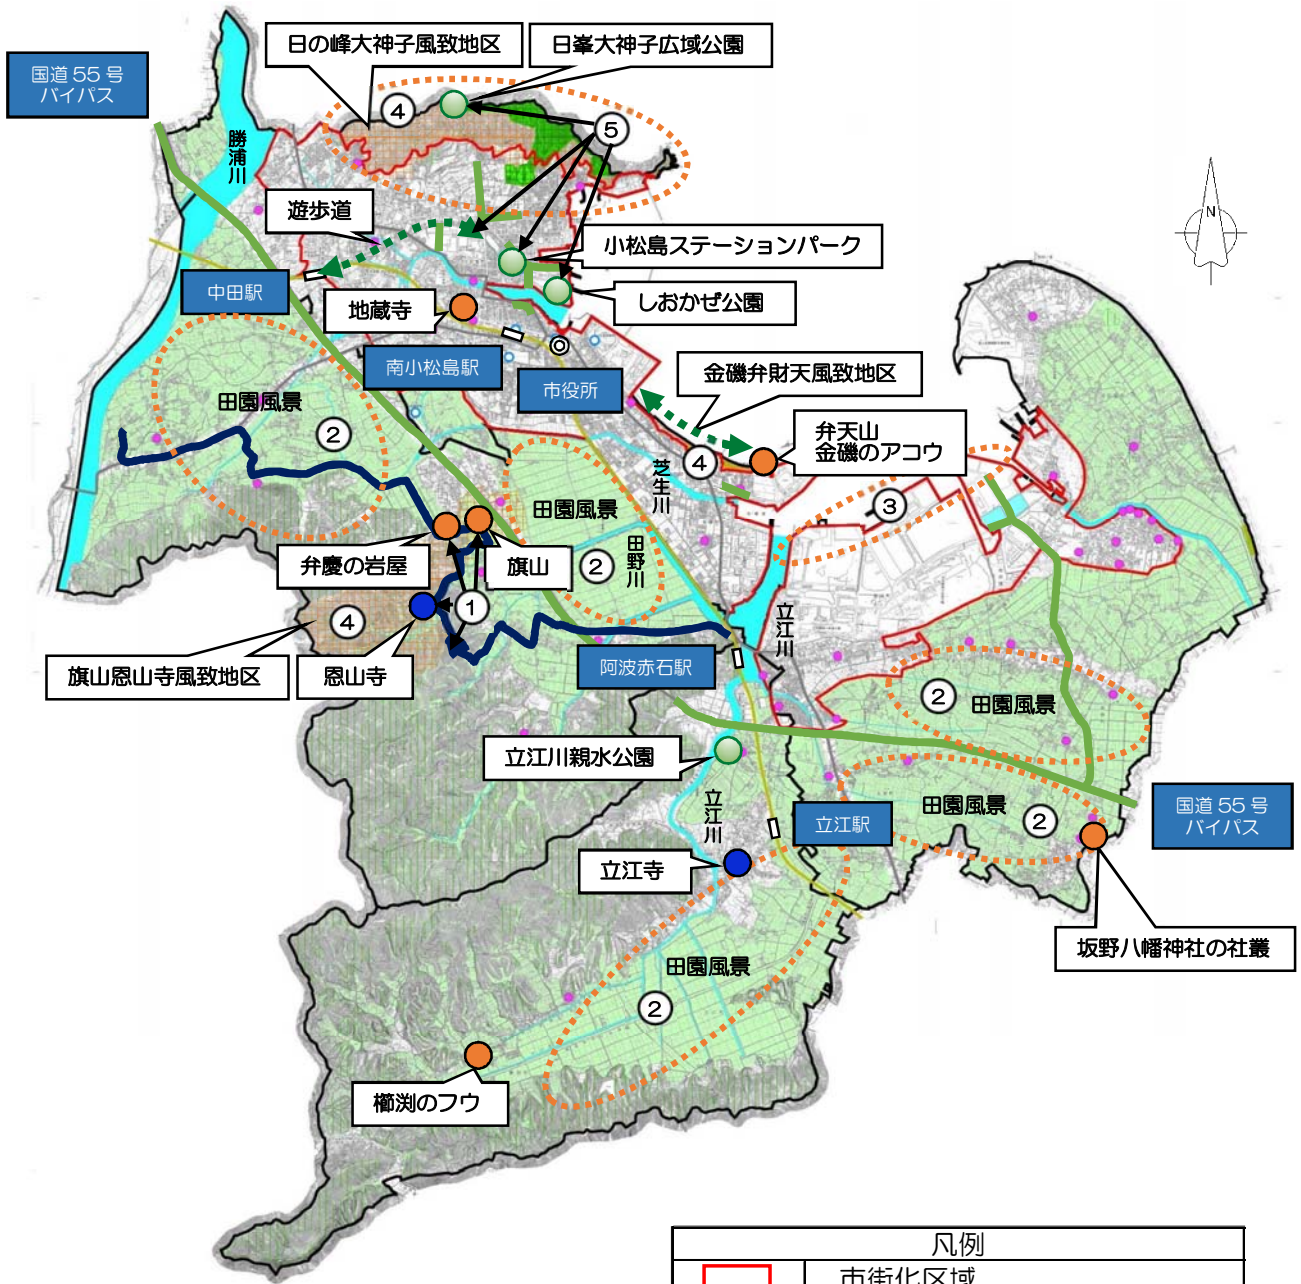 日の峰大神子風致地区
日峯大神子広域公園
国道 55 号
バイパス
④
⑤
勝浦川
遊歩道
N
小松島ステーションパーク
中田駅
しおかぜ公園
地蔵寺
南小松島駅
市役所
金磯弁財天風致地区
田園風景
②
弁天山
金磯のアコウ
④
芝生川
③
田園風景
②
田野川
弁慶の岩屋
旗山
①
④
立江川
旗山恩山寺風致地区
恩山寺
阿波赤石駅
②
田園風景
立江川親水公園
立江川
田園風景
②
立江駅
国道 55 号
バイパス
立江寺
坂野八幡神社の社叢
田園風景
②
櫛渕のフウ
凡例
市街化区域